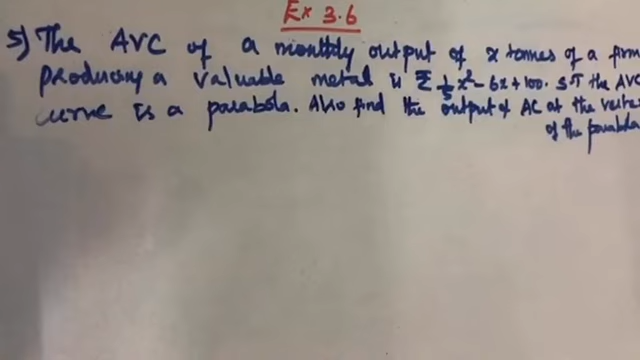 Ex 3.6
5) The AVC of a monthly output of x tonnes of a firm
producing a valuable metal is ₹ 1/5 x² - 6x + 100. S.T the AVC
curve is a parabola. Also find the output & AC at the vertex
of the parabola